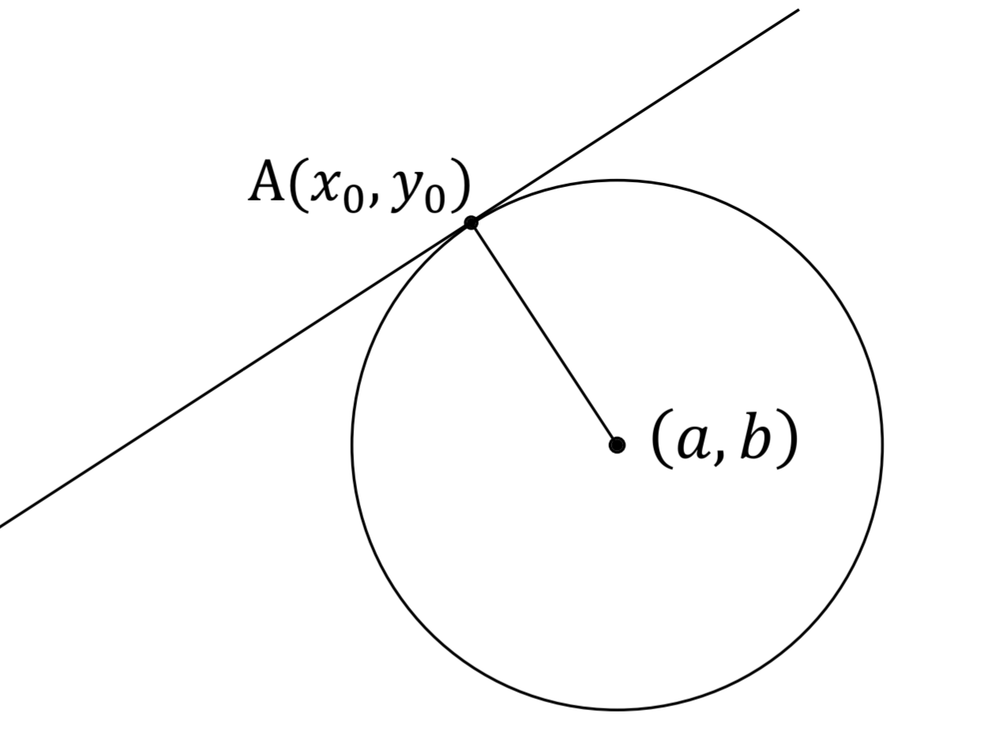 A(x₀, y₀)
(a, b)